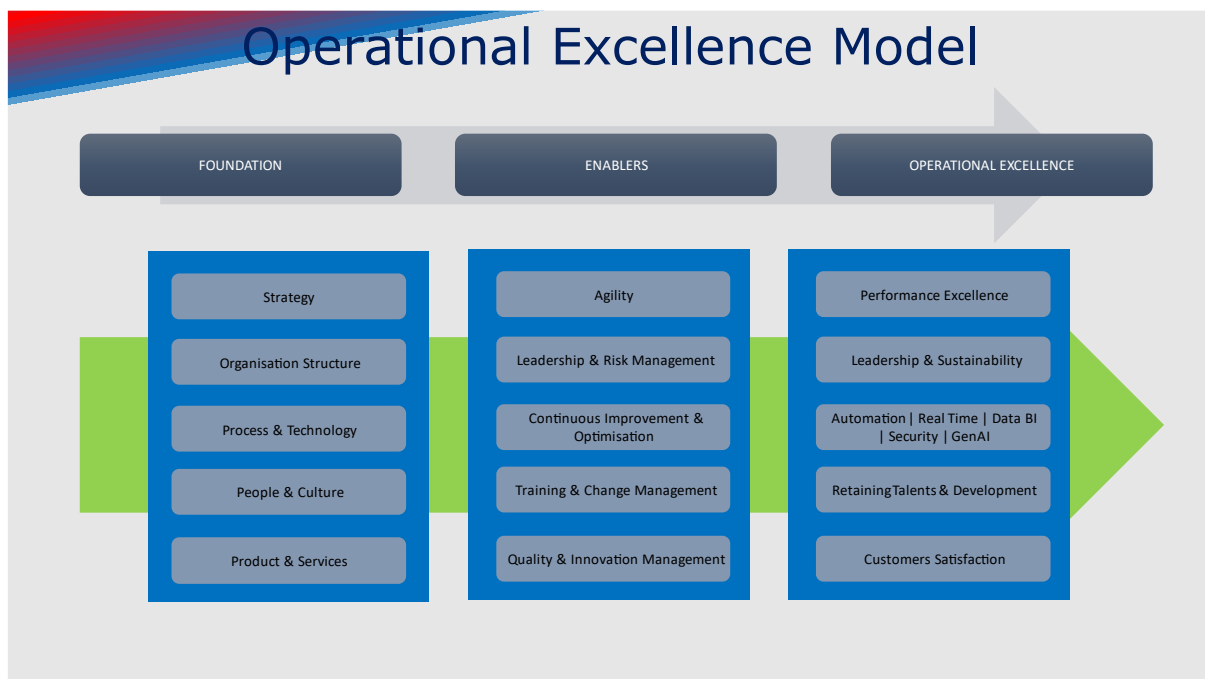 Operational Excellence Model
FOUNDATION
ENABLERS
OPERATIONAL EXCELLENCE
Strategy
Organisation Structure
Process & Technology
People & Culture
Product & Services
Agility
Leadership & Risk Management
Continuous Improvement &
Optimisation
Training & Change Management
Quality & Innovation Management
Performance Excellence
Leadership & Sustainability
Automation | Real Time | Data BI
| Security | GenAI
RetainingTalents & Development
Customers Satisfaction